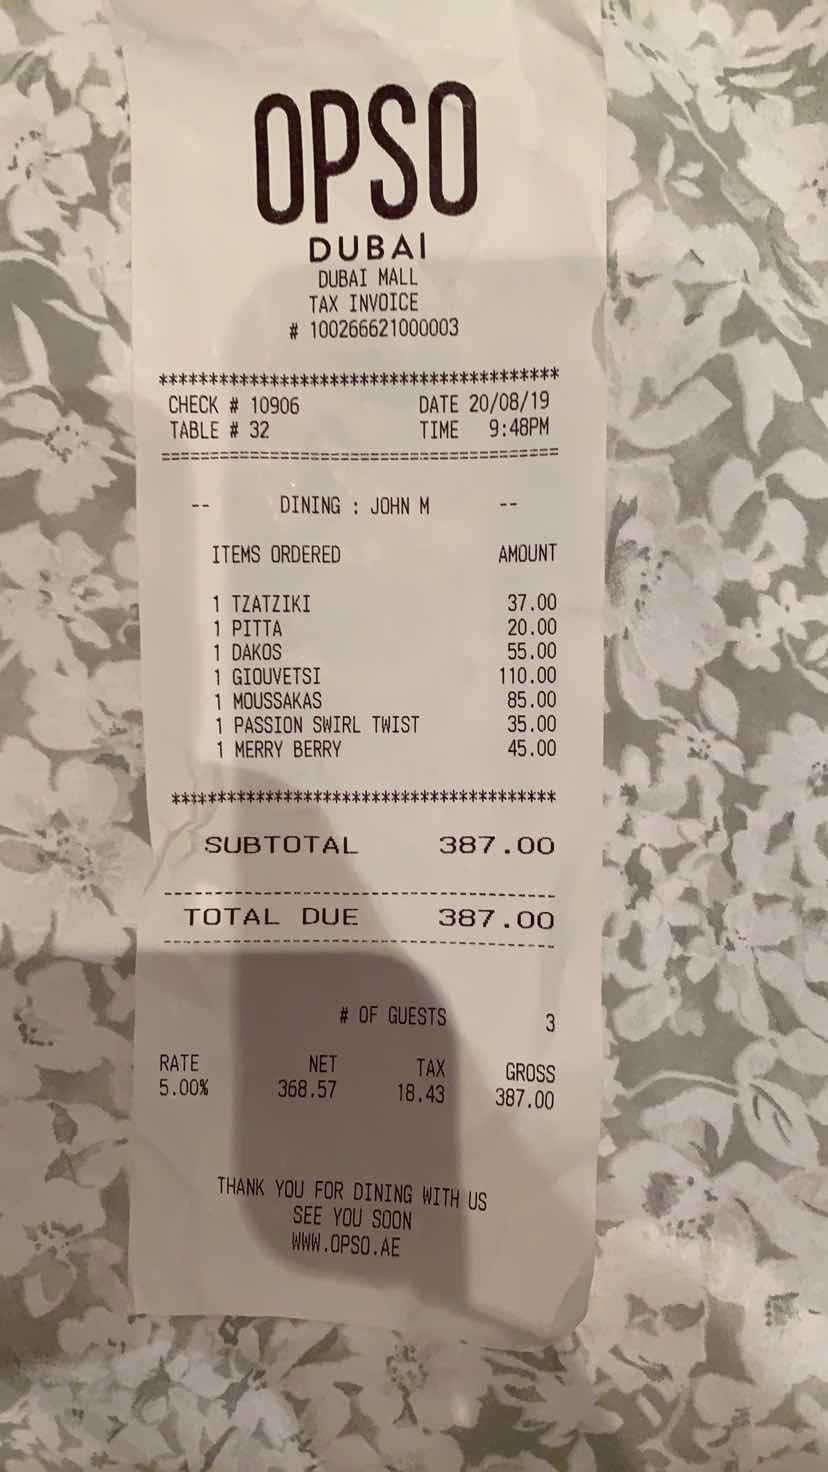 OPSO
DUBAI
DUBAI MALL
TAX INVOICE
# 100266621000003
****************************************
CHECK # 10906 DATE 20/08/19
TABLE # 32 TIME 9:48PM
========================================
-- DINING : JOHN M --
ITEMS ORDERED AMOUNT
1 TZATZIKI 37.00
1 PITTA 20.00
1 DAKOS 55.00
1 GIOUVETSI 110.00
1 MOUSSAKAS 85.00
1 PASSION SWIRL TWIST 35.00
1 MERRY BERRY 45.00
****************************************
SUBTOTAL 387.00
----------------------------------------
TOTAL DUE 387.00
----------------------------------------
# OF GUESTS 3
RATE NET TAX GROSS
5.00% 368.57 18.43 387.00
THANK YOU FOR DINING WITH US
SEE YOU SOON
WWW.OPSO.AE